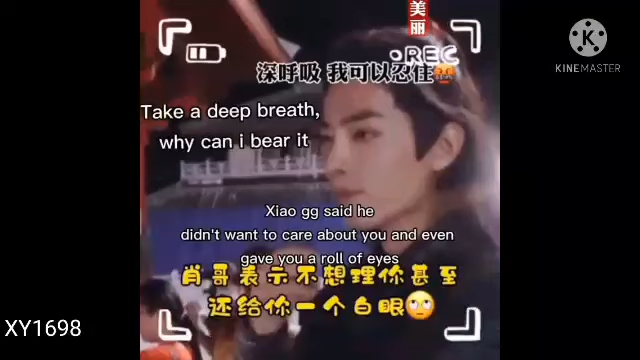 美
丽
REC
KINEMASTER
深呼吸 我可以忍住
Take a deep breath,
why can i bear it
Xiao gg said he
didn't want to care about you and even
gave you a roll of eyes
肖哥表示不想理你甚至
还给你一个白眼🙄
XY1698